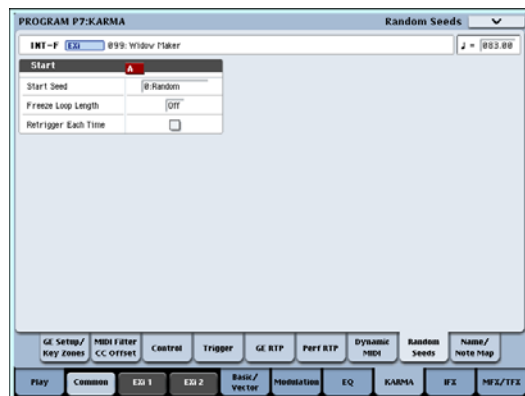 PROGRAM P7:KARMA Random Seeds
INT-F EXi 099: Widow Maker ♩ = 083.00
Start A
Start Seed 0:Random
Freeze Loop Length Off
Retrigger Each Time
GE Setup/ Key Zones MIDI Filter CC Offset Control Trigger GE RTP Perf RTP Dynamic MIDI Random Seeds Name/ Note Map
Play Common EXi 1 EXi 2 Basic/ Vector Modulation EQ KARMA IFX MFX/TFX